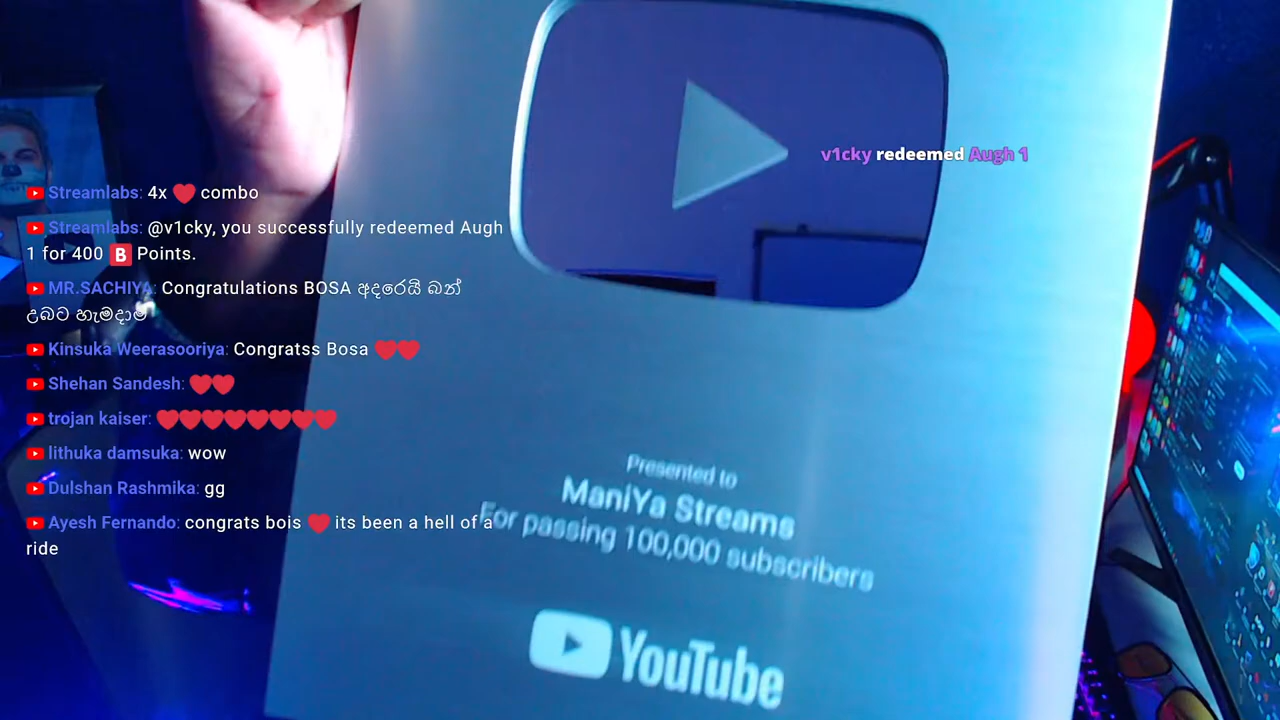 v1cky redeemed Augh 1
Streamlabs: 4x ❤️ combo
Streamlabs: @v1cky, you successfully redeemed Augh
1 for 400 B Points.
MR.SACHIYA: Congratulations BOSA අදරෙයි බන්
උබට හැමදාම
Kinsuka Weerasooriya: Congratss Bosa ❤️❤️
Shehan Sandesh: ❤️❤️
trojan kaiser: ❤️❤️❤️❤️❤️❤️❤️❤️
lithuka damsuka: wow
Dulshan Rashmika: gg
Ayesh Fernando: congrats bois ❤️ its been a hell of a
ride
Presented to
ManiYa Streams
For passing 100,000 subscribers
YouTube